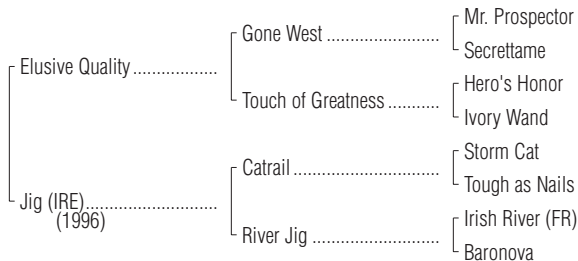 Mr. Prospector
Gone West
Secrettame
Elusive Quality
Hero's Honor
Touch of Greatness
Ivory Wand
Storm Cat
Catrail
Tough as Nails
Jig (IRE)
(1996)
Irish River (FR)
River Jig
Baronova